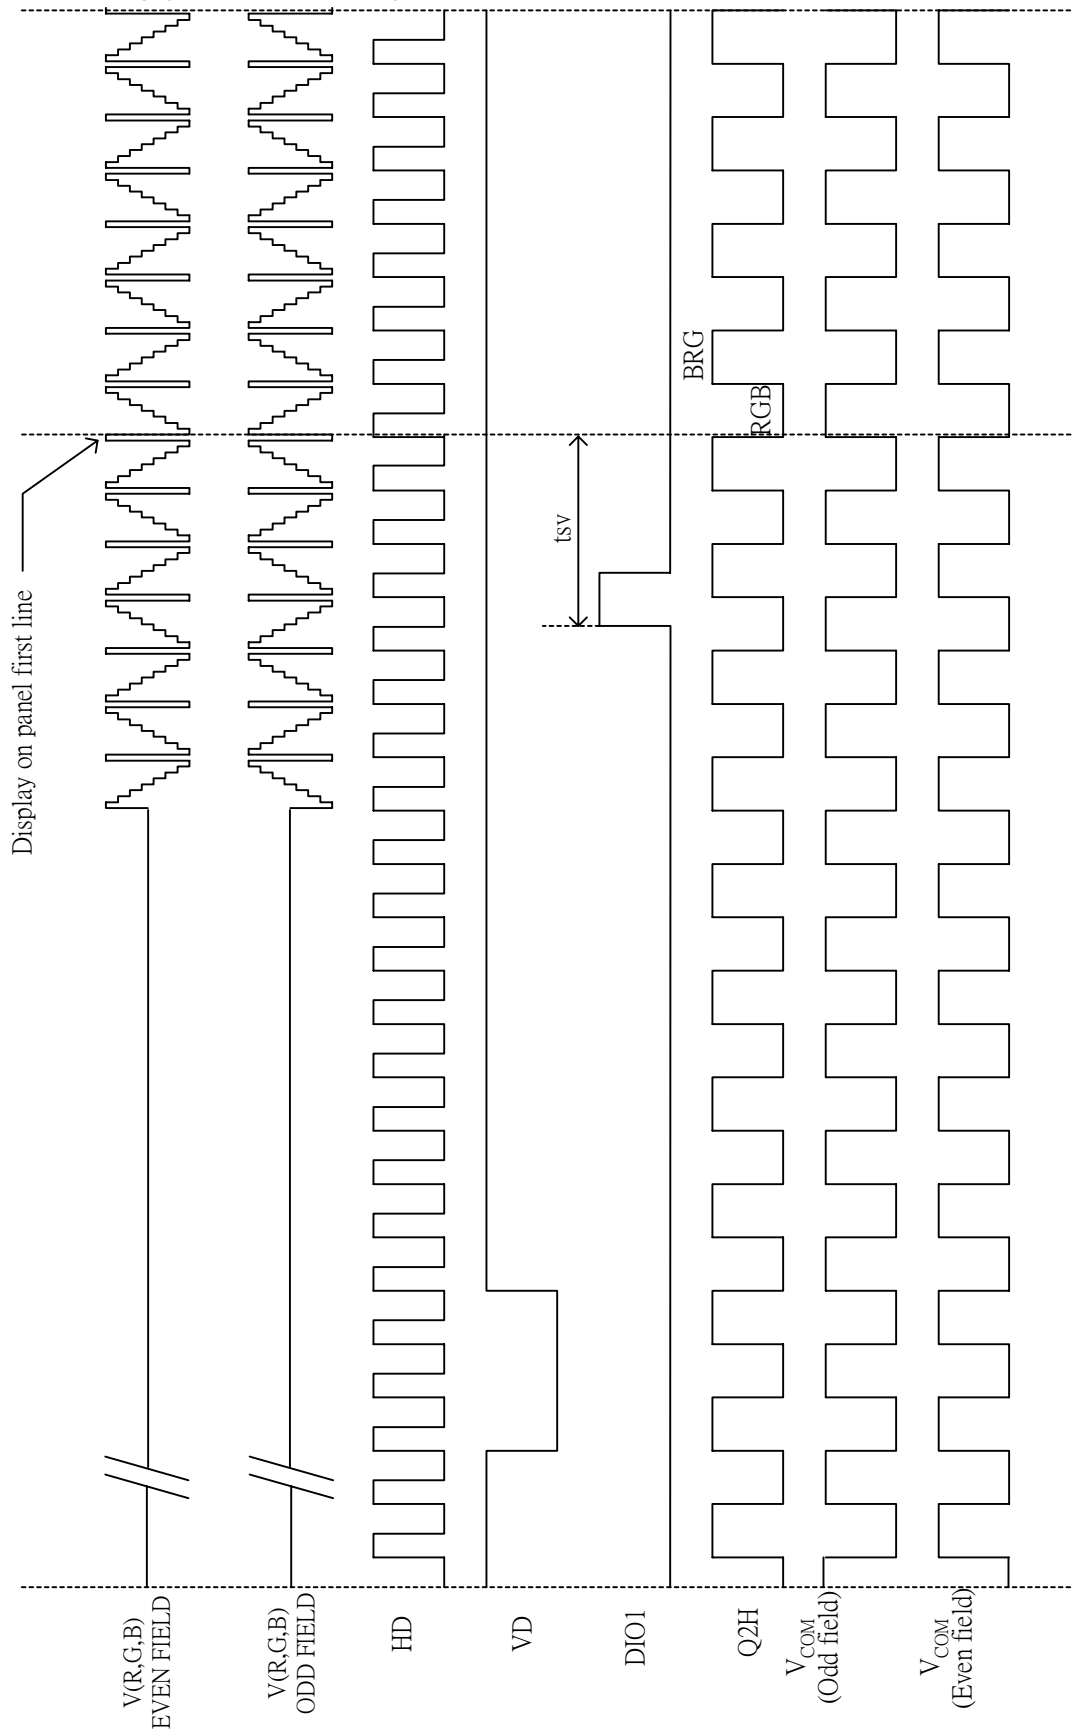 Display on panel first line
V(R,G,B)
EVEN FIELD
V(R,G,B)
ODD FIELD
HD
VD
tsv
DIO1
BRG
RGB
Q2H
VCOM
(Odd field)
VCOM
(Even field)